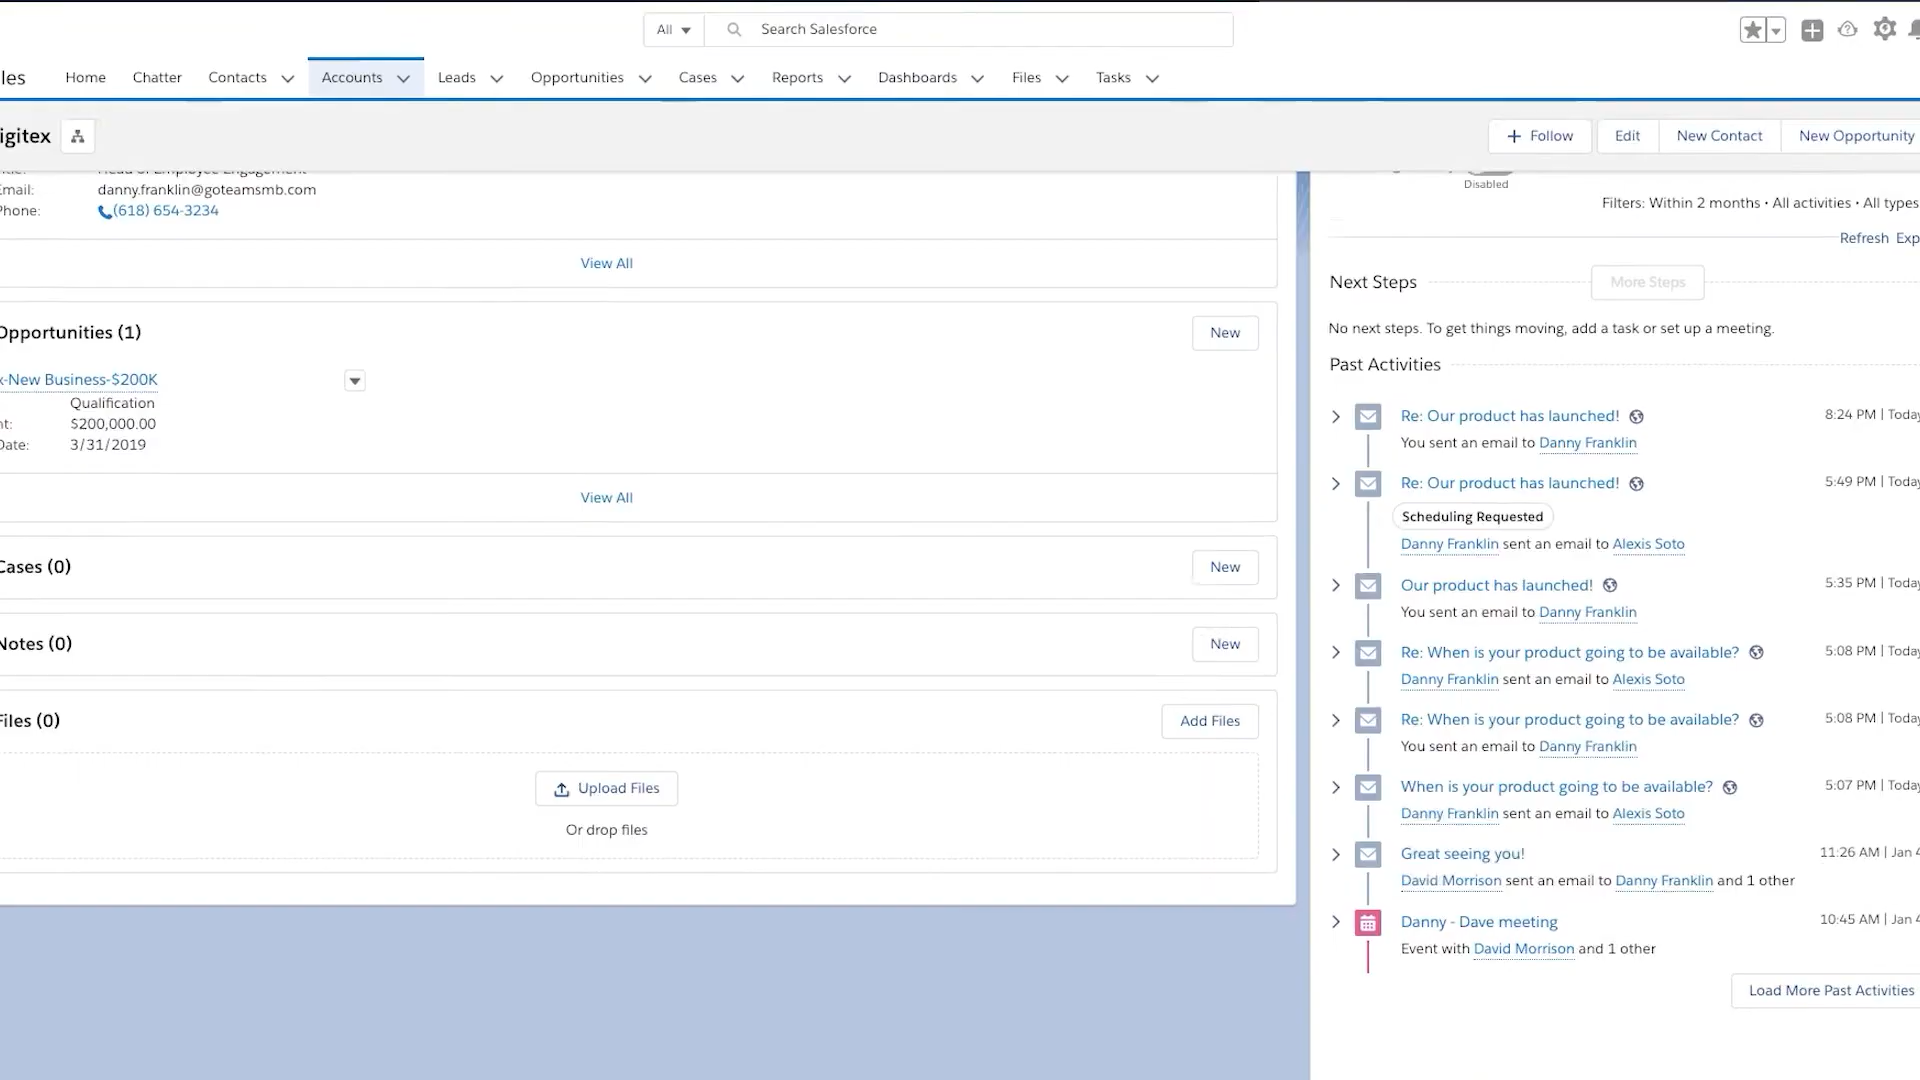 All
Search Salesforce
les
Home
Chatter
Contacts
Accounts
Leads
Opportunities
Cases
Reports
Dashboards
Files
Tasks
igitex
Follow
Edit
New Contact
New Opportunity
Head of Employee Engagement
Email:
danny.franklin@goteamsmb.com
Phone:
(618) 654-3234
View All
Opportunities (1)
New
x-New Business-$200K
Qualification
nt:
$200,000.00
Date:
3/31/2019
View All
Cases (0)
New
Notes (0)
New
Files (0)
Add Files
Upload Files
Or drop files
Disabled
Filters: Within 2 months • All activities • All types
Refresh
Exp
Next Steps
More Steps
No next steps. To get things moving, add a task or set up a meeting.
Past Activities
Re: Our product has launched!
8:24 PM | Today
You sent an email to Danny Franklin
Re: Our product has launched!
5:49 PM | Today
Scheduling Requested
Danny Franklin sent an email to Alexis Soto
Our product has launched!
5:35 PM | Today
You sent an email to Danny Franklin
Re: When is your product going to be available?
5:08 PM | Today
Danny Franklin sent an email to Alexis Soto
Re: When is your product going to be available?
5:08 PM | Today
You sent an email to Danny Franklin
When is your product going to be available?
5:07 PM | Today
Danny Franklin sent an email to Alexis Soto
Great seeing you!
11:26 AM | Jan 4
David Morrison sent an email to Danny Franklin and 1 other
Danny - Dave meeting
10:45 AM | Jan 4
Event with David Morrison and 1 other
Load More Past Activities